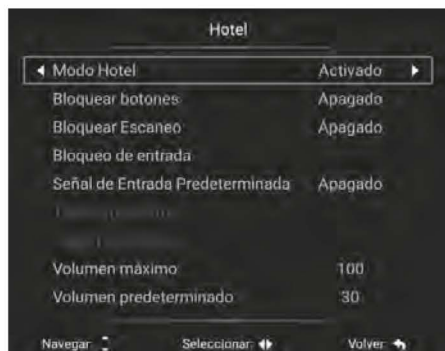 Hotel
Modo Hotel Activado
Bloquear botones Apagado
Bloquear Escaneo Apagado
Bloqueo de entrada
Señal de Entrada Predeterminada Apagado
Volumen máximo 100
Volumen predeterminado 30
Navegar Seleccionar Volver